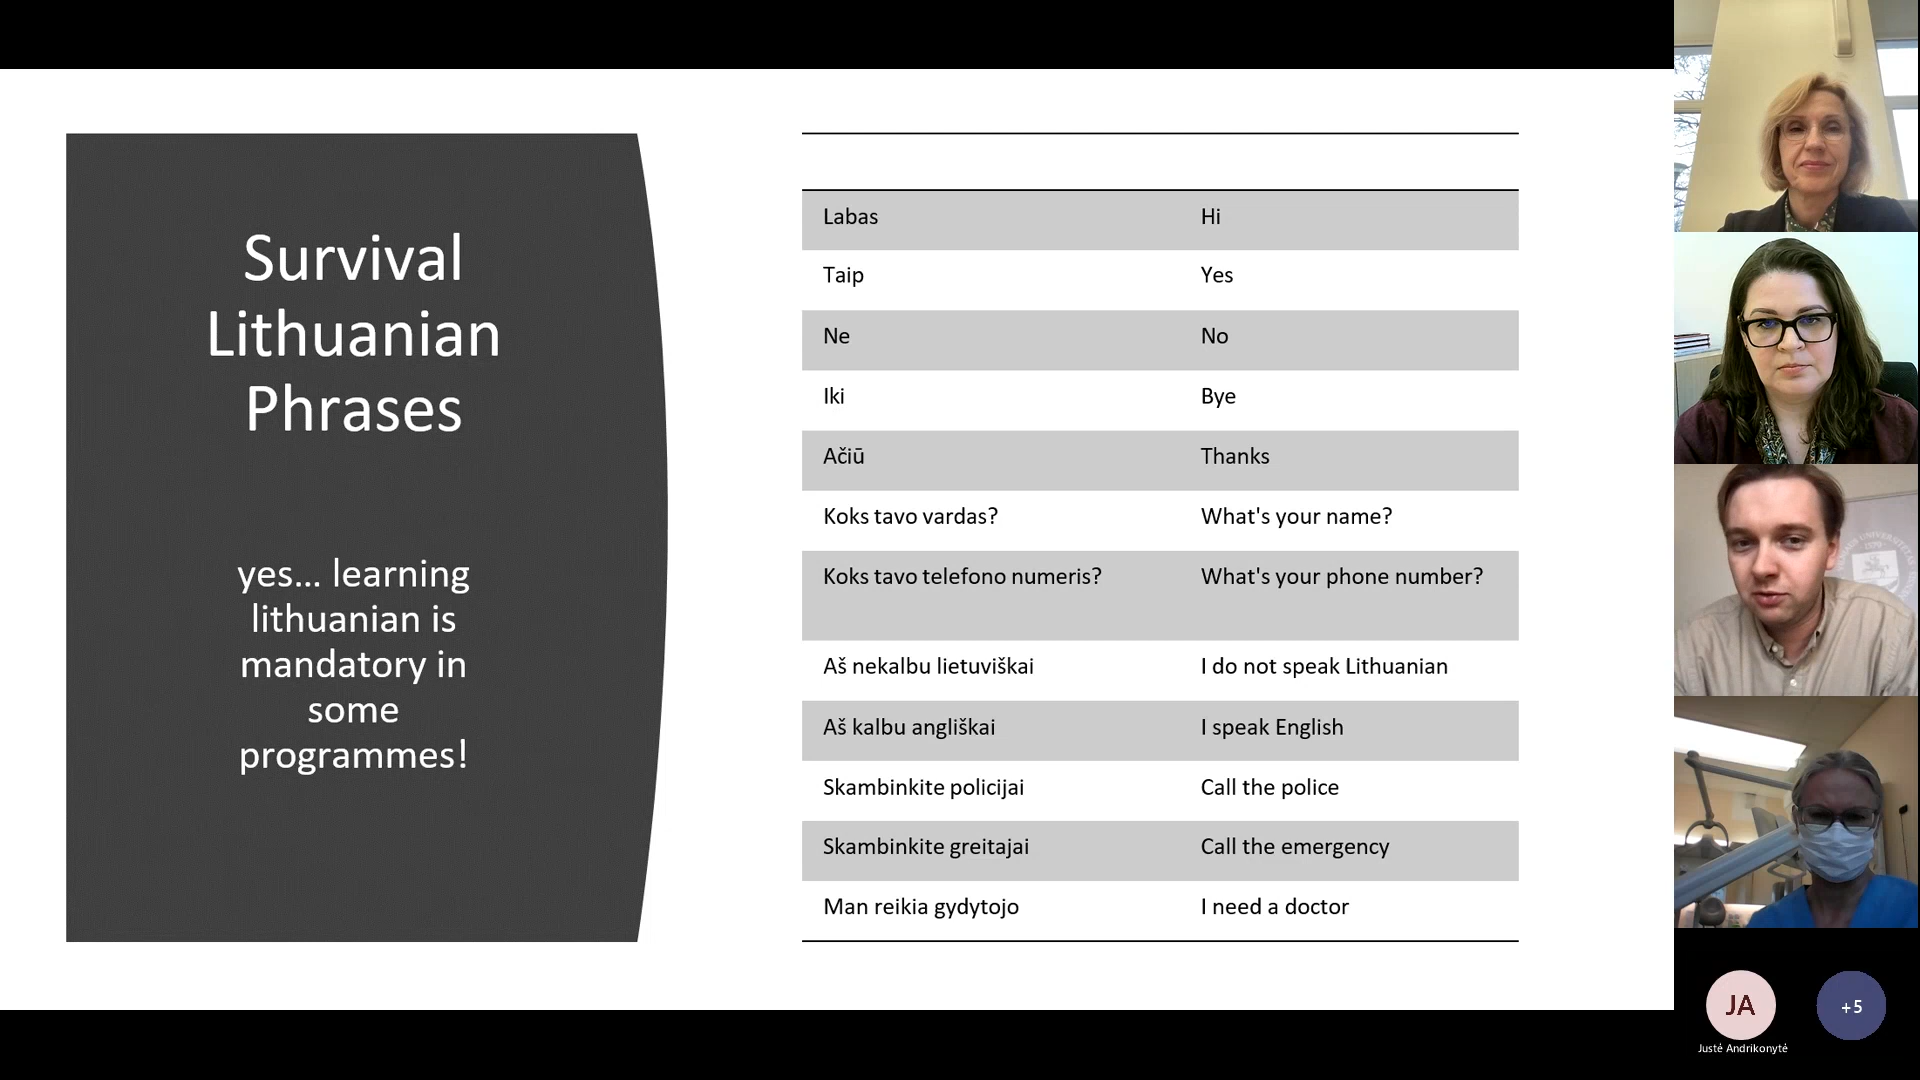 Survival
Lithuanian
Phrases
yes... learning
lithuanian is
mandatory in
some
programmes!
Labas Hi
Taip Yes
Ne No
Iki Bye
Ačiū Thanks
Koks tavo vardas? What's your name?
Koks tavo telefono numeris? What's your phone number?
Aš nekalbu lietuviškai I do not speak Lithuanian
Aš kalbu angliškai I speak English
Skambinkite policijai Call the police
Skambinkite greitajai Call the emergency
Man reikia gydytojo I need a doctor
JA
+5
Justė Andrikonytė